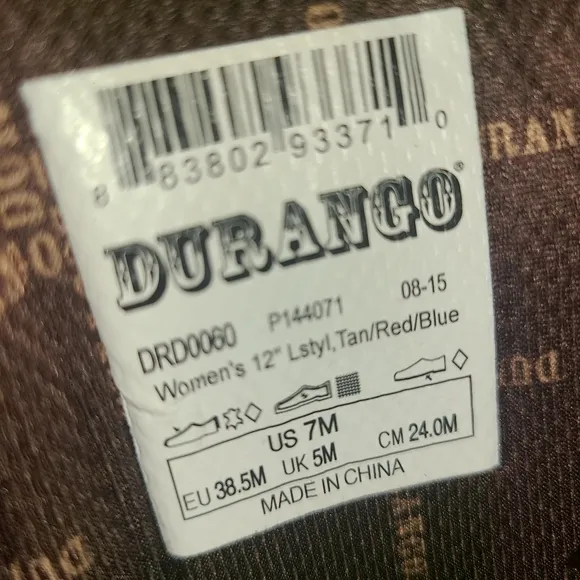 8 83802 93371 0
DURANGO®
DRD0060 P144071 08-15
Women's 12" Lstyl,Tan/Red/Blue
US 7M
EU 38.5M UK 5M CM 24.0M
MADE IN CHINA